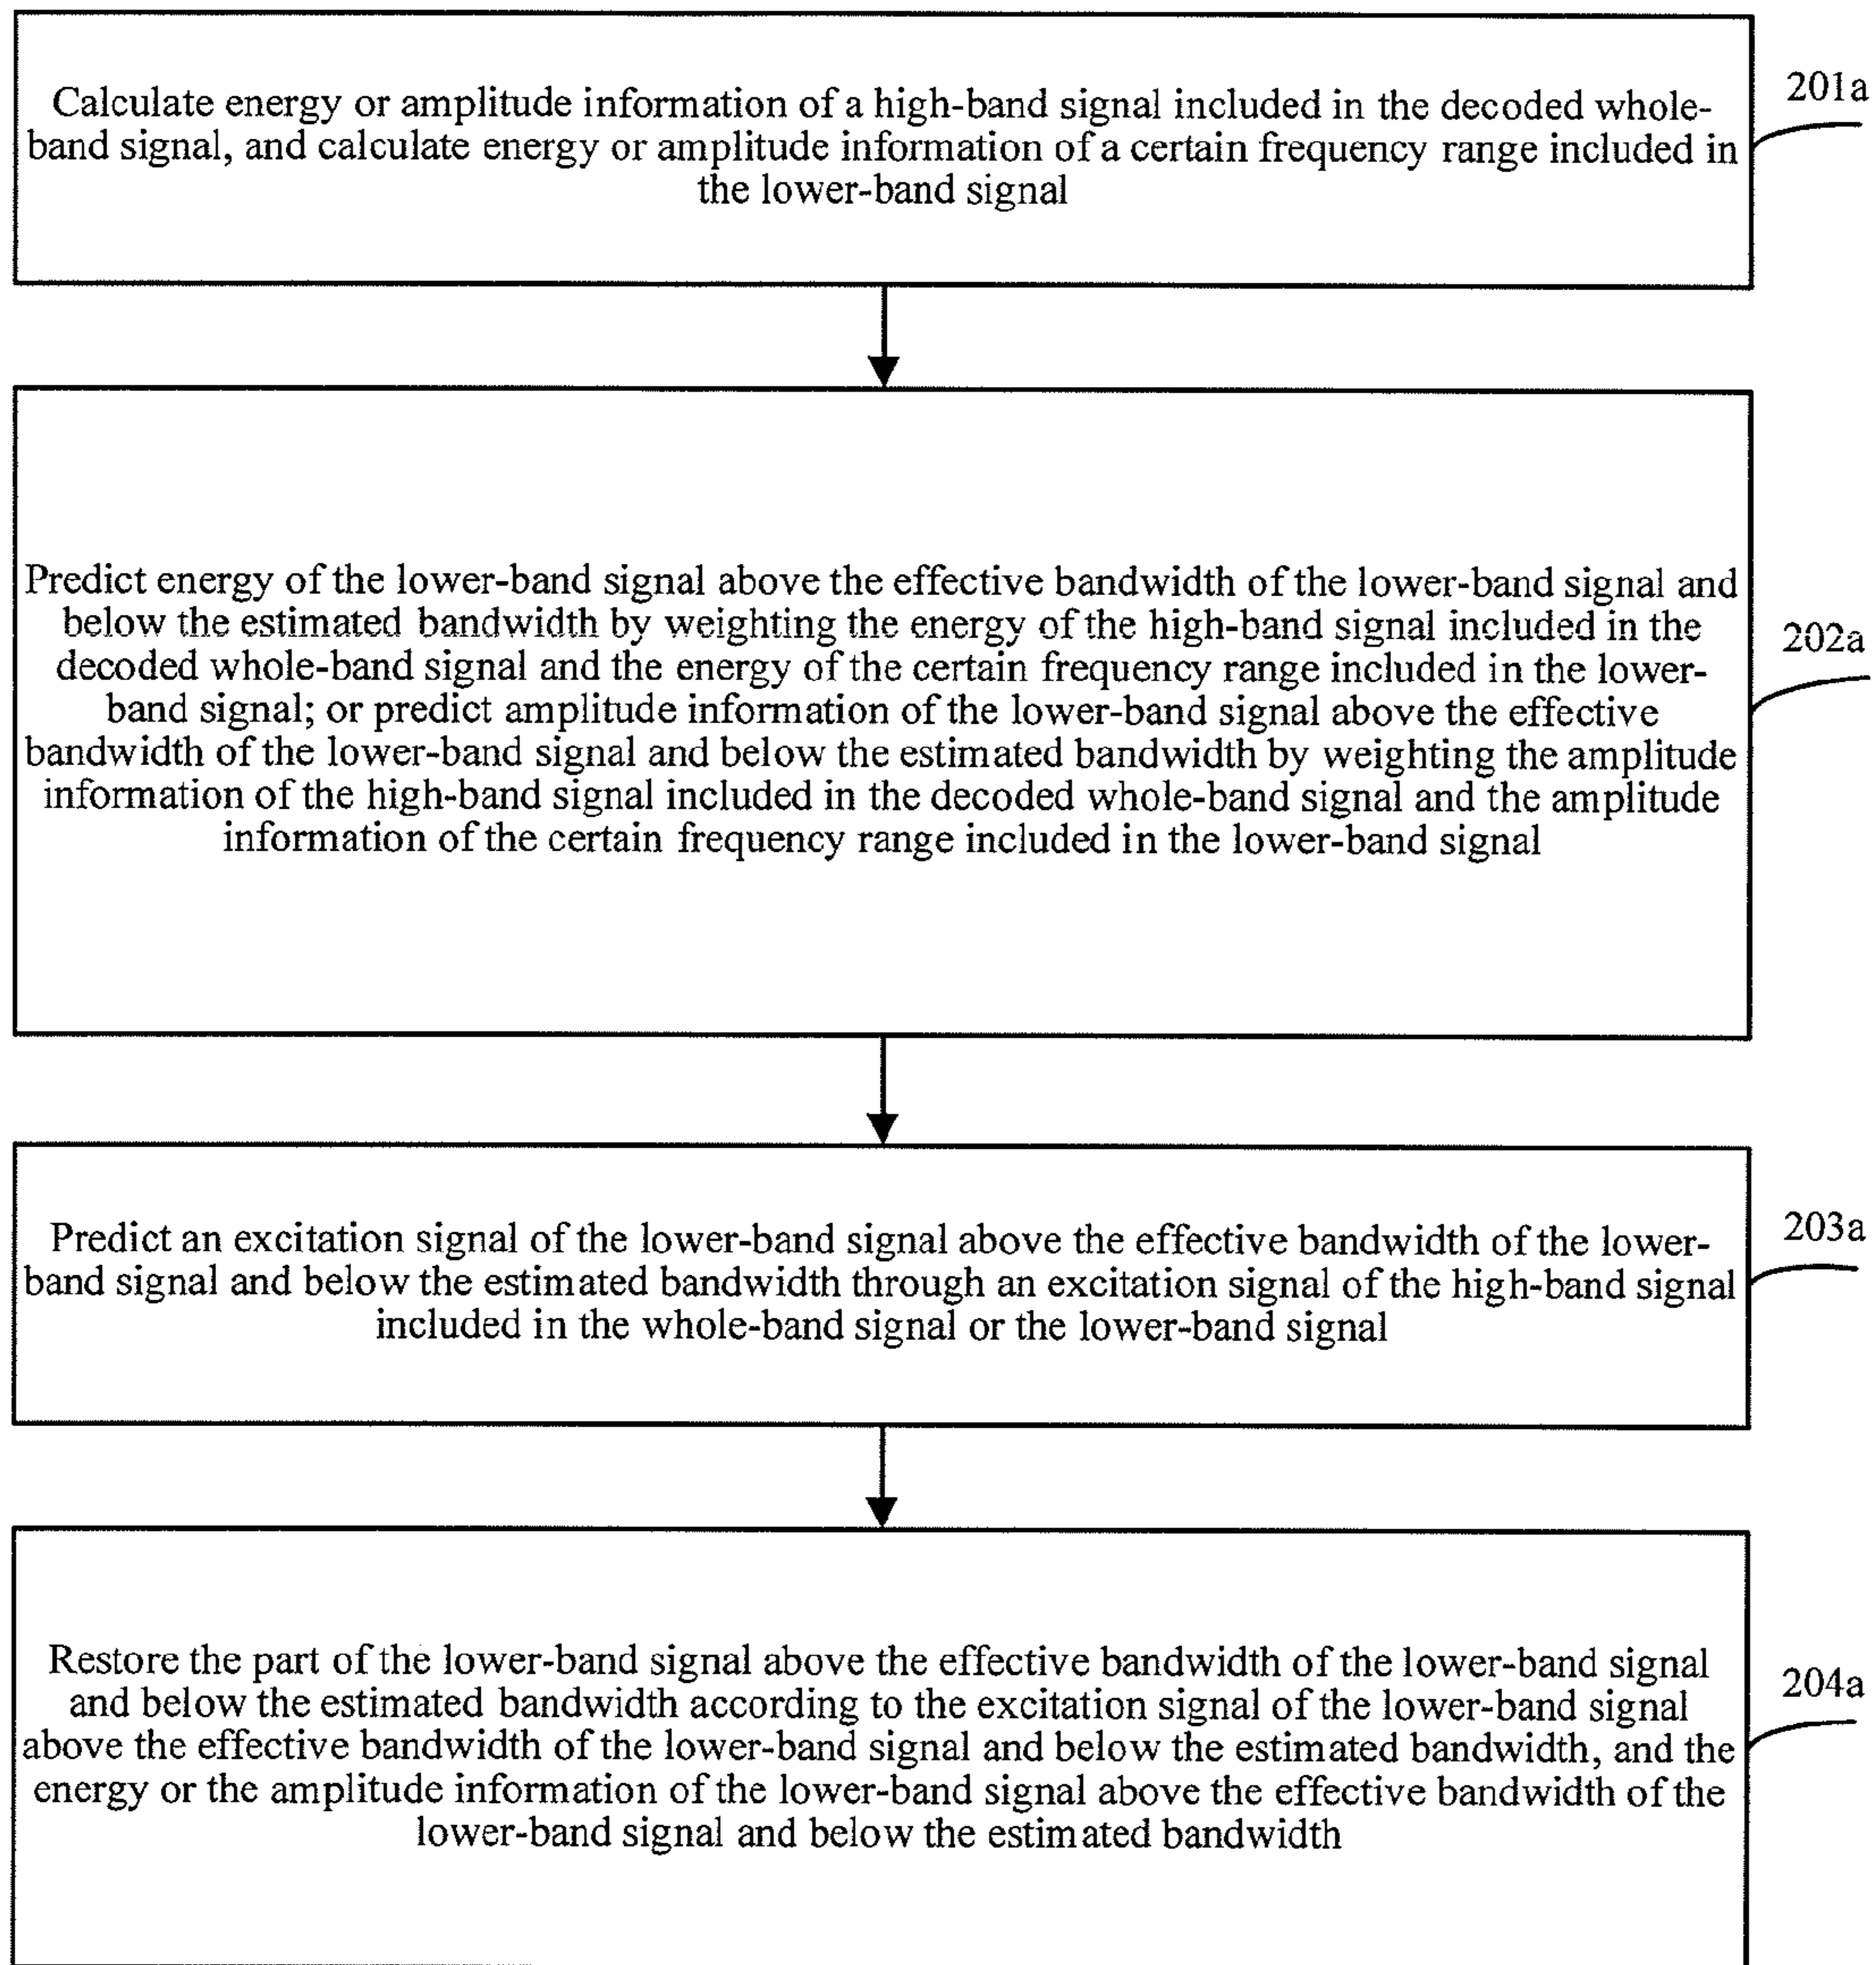 Calculate energy or amplitude information of a high-band signal included in the decoded whole-
band signal, and calculate energy or amplitude information of a certain frequency range included in
the lower-band signal
201a
Predict energy of the lower-band signal above the effective bandwidth of the lower-band signal and
below the estimated bandwidth by weighting the energy of the high-band signal included in the
decoded whole-band signal and the energy of the certain frequency range included in the lower-
band signal; or predict amplitude information of the lower-band signal above the effective
bandwidth of the lower-band signal and below the estimated bandwidth by weighting the amplitude
information of the high-band signal included in the decoded whole-band signal and the amplitude
information of the certain frequency range included in the lower-band signal
202a
Predict an excitation signal of the lower-band signal above the effective bandwidth of the lower-
band signal and below the estimated bandwidth through an excitation signal of the high-band signal
included in the whole-band signal or the lower-band signal
203a
Restore the part of the lower-band signal above the effective bandwidth of the lower-band signal
and below the estimated bandwidth according to the excitation signal of the lower-band signal
above the effective bandwidth of the lower-band signal and below the estimated bandwidth, and the
energy or the amplitude information of the lower-band signal above the effective bandwidth of the
lower-band signal and below the estimated bandwidth
204a